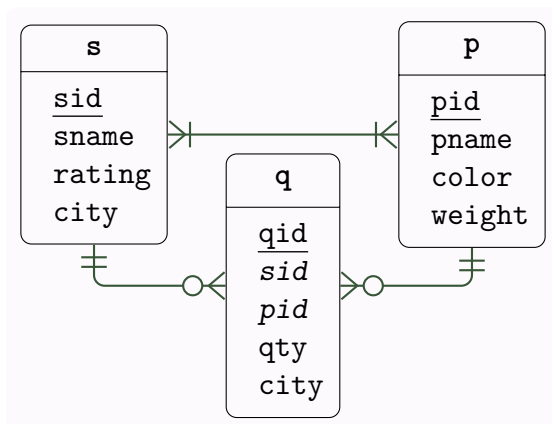 s
sid
sname
rating
city
p
pid
pname
color
weight
q
qid
sid
pid
qty
city